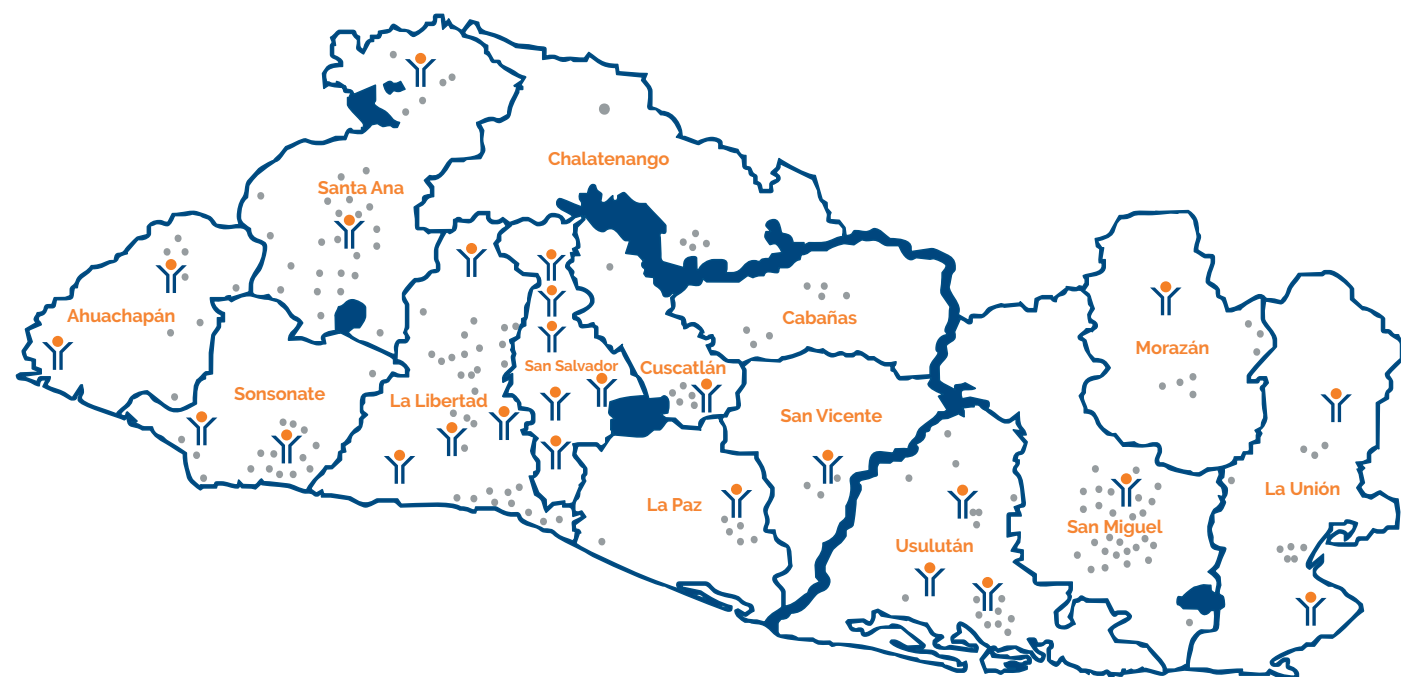 Chalatenango
Santa Ana
Ahuachapán
Cabañas
Morazán
San Salvador
Cuscatlán
Sonsonate
La Libertad
San Vicente
La Unión
La Paz
San Miguel
Usulután